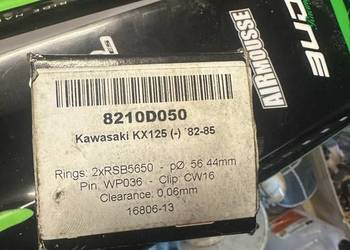 AIRMOUSSE
8210D050
Kawasaki KX125 (-) ´82-85
Rings: 2xRSB5650 - pØ: 56.44mm
Pin: WP036 - Clip: CW16
Clearance: 0,06mm
16806-13